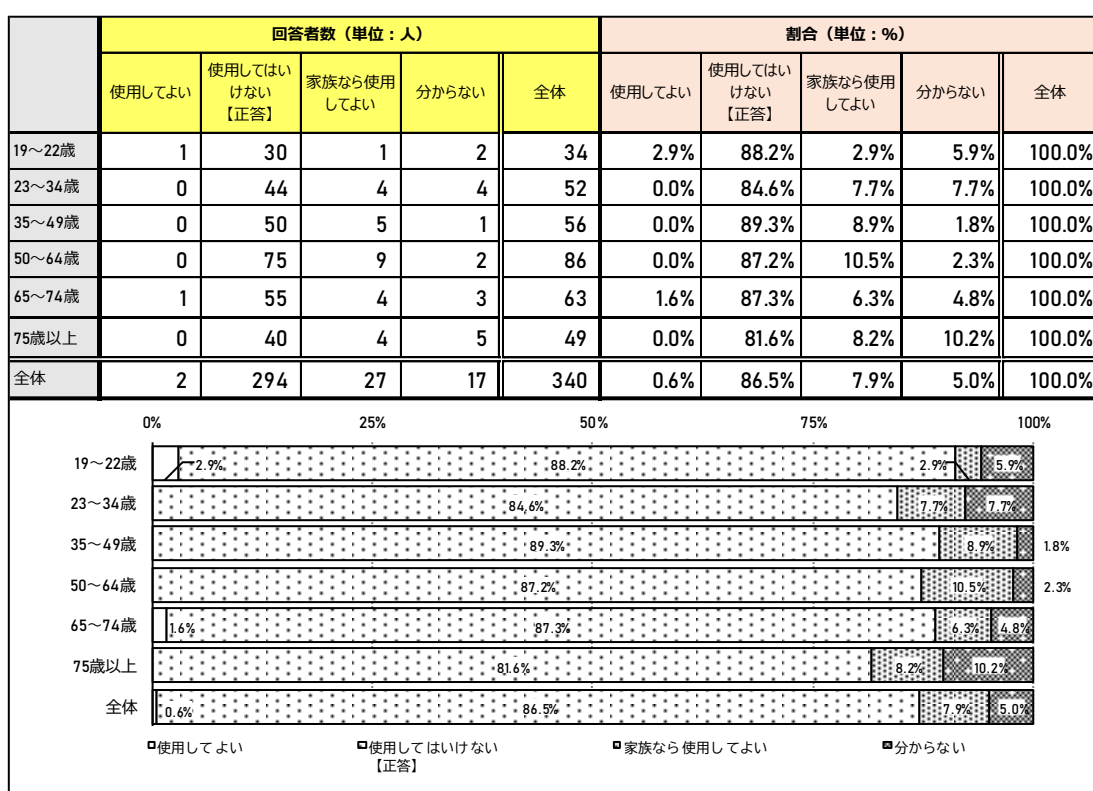 回答者数（単位：人） 割合（単位：%）
使用してよい 使用してはいけない【正答】 家族なら使用してよい 分からない 全体 使用してよい 使用してはいけない【正答】 家族なら使用してよい 分からない 全体
19～22歳 1 30 1 2 34 2.9% 88.2% 2.9% 5.9% 100.0%
23～34歳 0 44 4 4 52 0.0% 84.6% 7.7% 7.7% 100.0%
35～49歳 0 50 5 1 56 0.0% 89.3% 8.9% 1.8% 100.0%
50～64歳 0 75 9 2 86 0.0% 87.2% 10.5% 2.3% 100.0%
65～74歳 1 55 4 3 63 1.6% 87.3% 6.3% 4.8% 100.0%
75歳以上 0 40 4 5 49 0.0% 81.6% 8.2% 10.2% 100.0%
全体 2 294 27 17 340 0.6% 86.5% 7.9% 5.0% 100.0%
0% 25% 50% 75% 100%
19～22歳 2.9% 88.2% 2.9% 5.9%
23～34歳 84.6% 7.7% 7.7%
35～49歳 89.3% 8.9% 1.8%
50～64歳 87.2% 10.5% 2.3%
65～74歳 1.6% 87.3% 6.3% 4.8%
75歳以上 81.6% 8.2% 10.2%
全体 0.6% 86.5% 7.9% 5.0%
使用してよい 使用してはいけない 家族なら使用してよい 分からない
【正答】